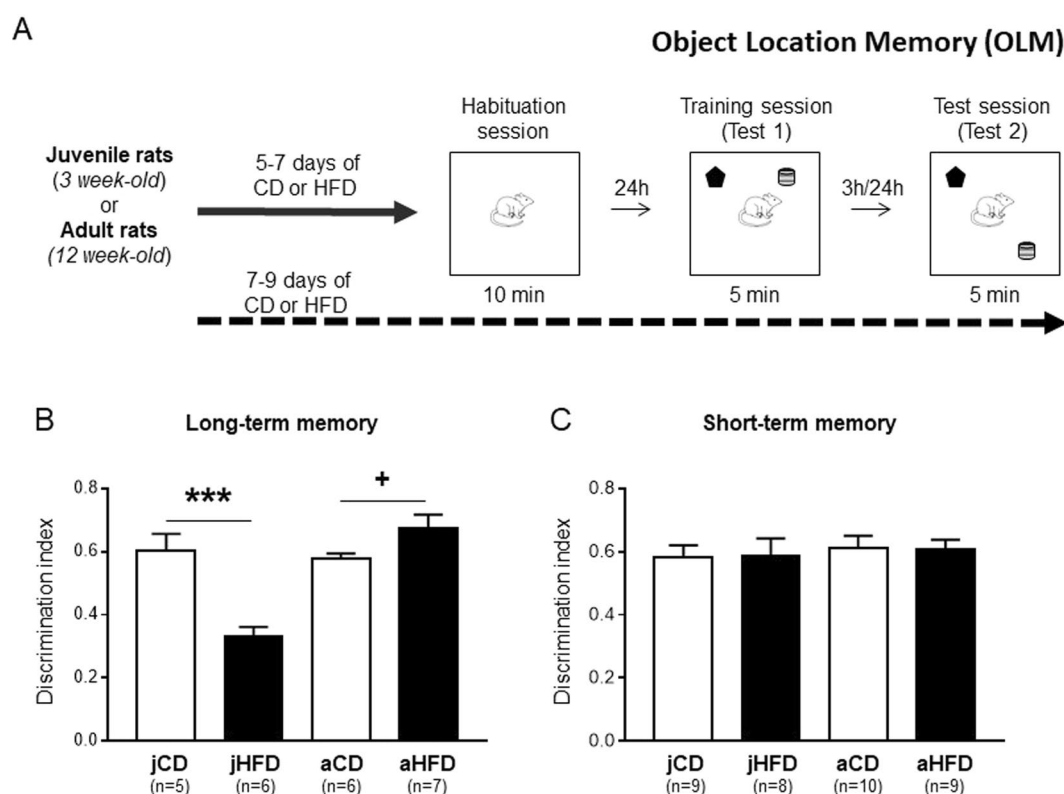 A
Object Location Memory (OLM)
Juvenile rats
(3 week-old)
or
Adult rats
(12 week-old)
5-7 days of
CD or HFD
7-9 days of
CD or HFD
Habituation
session
10 min
24h
Training session
(Test 1)
5 min
3h/24h
Test session
(Test 2)
5 min
B
Long-term memory
Discrimination index
0.8
0.6
0.4
0.2
0.0
***
+
jCD
(n=5)
jHFD
(n=6)
aCD
(n=6)
aHFD
(n=7)
C
Short-term memory
Discrimination index
0.8
0.6
0.4
0.2
0.0
jCD
(n=9)
jHFD
(n=8)
aCD
(n=10)
aHFD
(n=9)